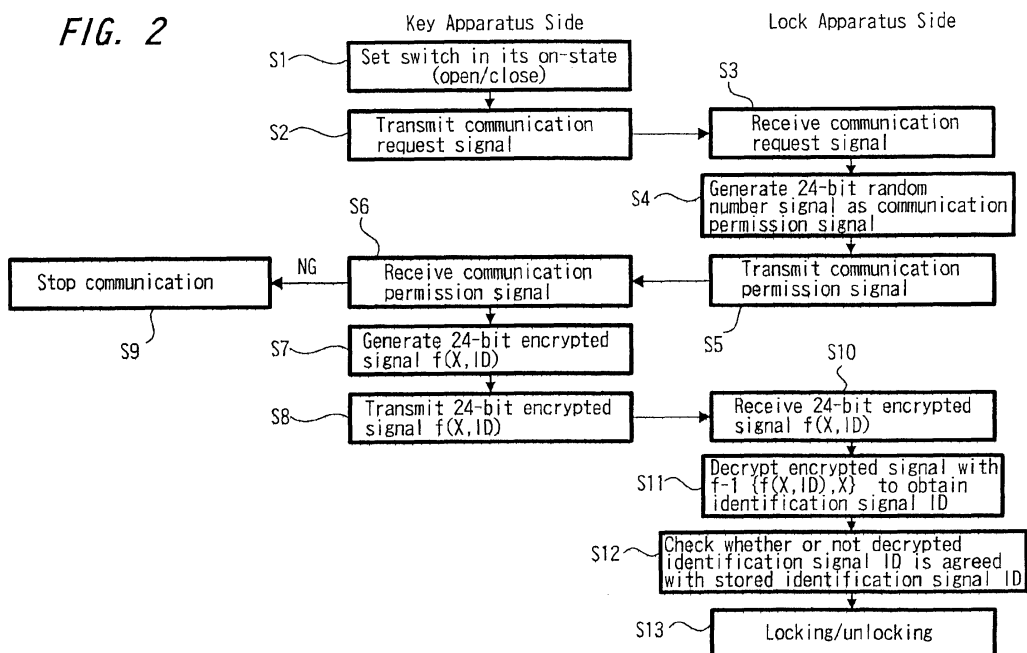 FIG. 2
Key Apparatus Side
Lock Apparatus Side
S1
Set switch in its on-state
(open/close)
S2
Transmit communication
request signal
S3
Receive communication
request signal
S4
Generate 24-bit random
number signal as communication
permission signal
Transmit communication
permission signal
S5
S6
Receive communication
permission signal
NG
Stop communication
S9
S7
Generate 24-bit encrypted
signal f(X,ID)
S8
Transmit 24-bit encrypted
signal f(X,ID)
S10
Receive 24-bit encrypted
signal f(X,ID)
S11
Decrypt encrypted signal with
f-1 {f(X,ID),X} to obtain
identification signal ID
S12
Check whether or not decrypted
identification signal ID is agreed
with stored identification signal ID
S13
Locking/unlocking